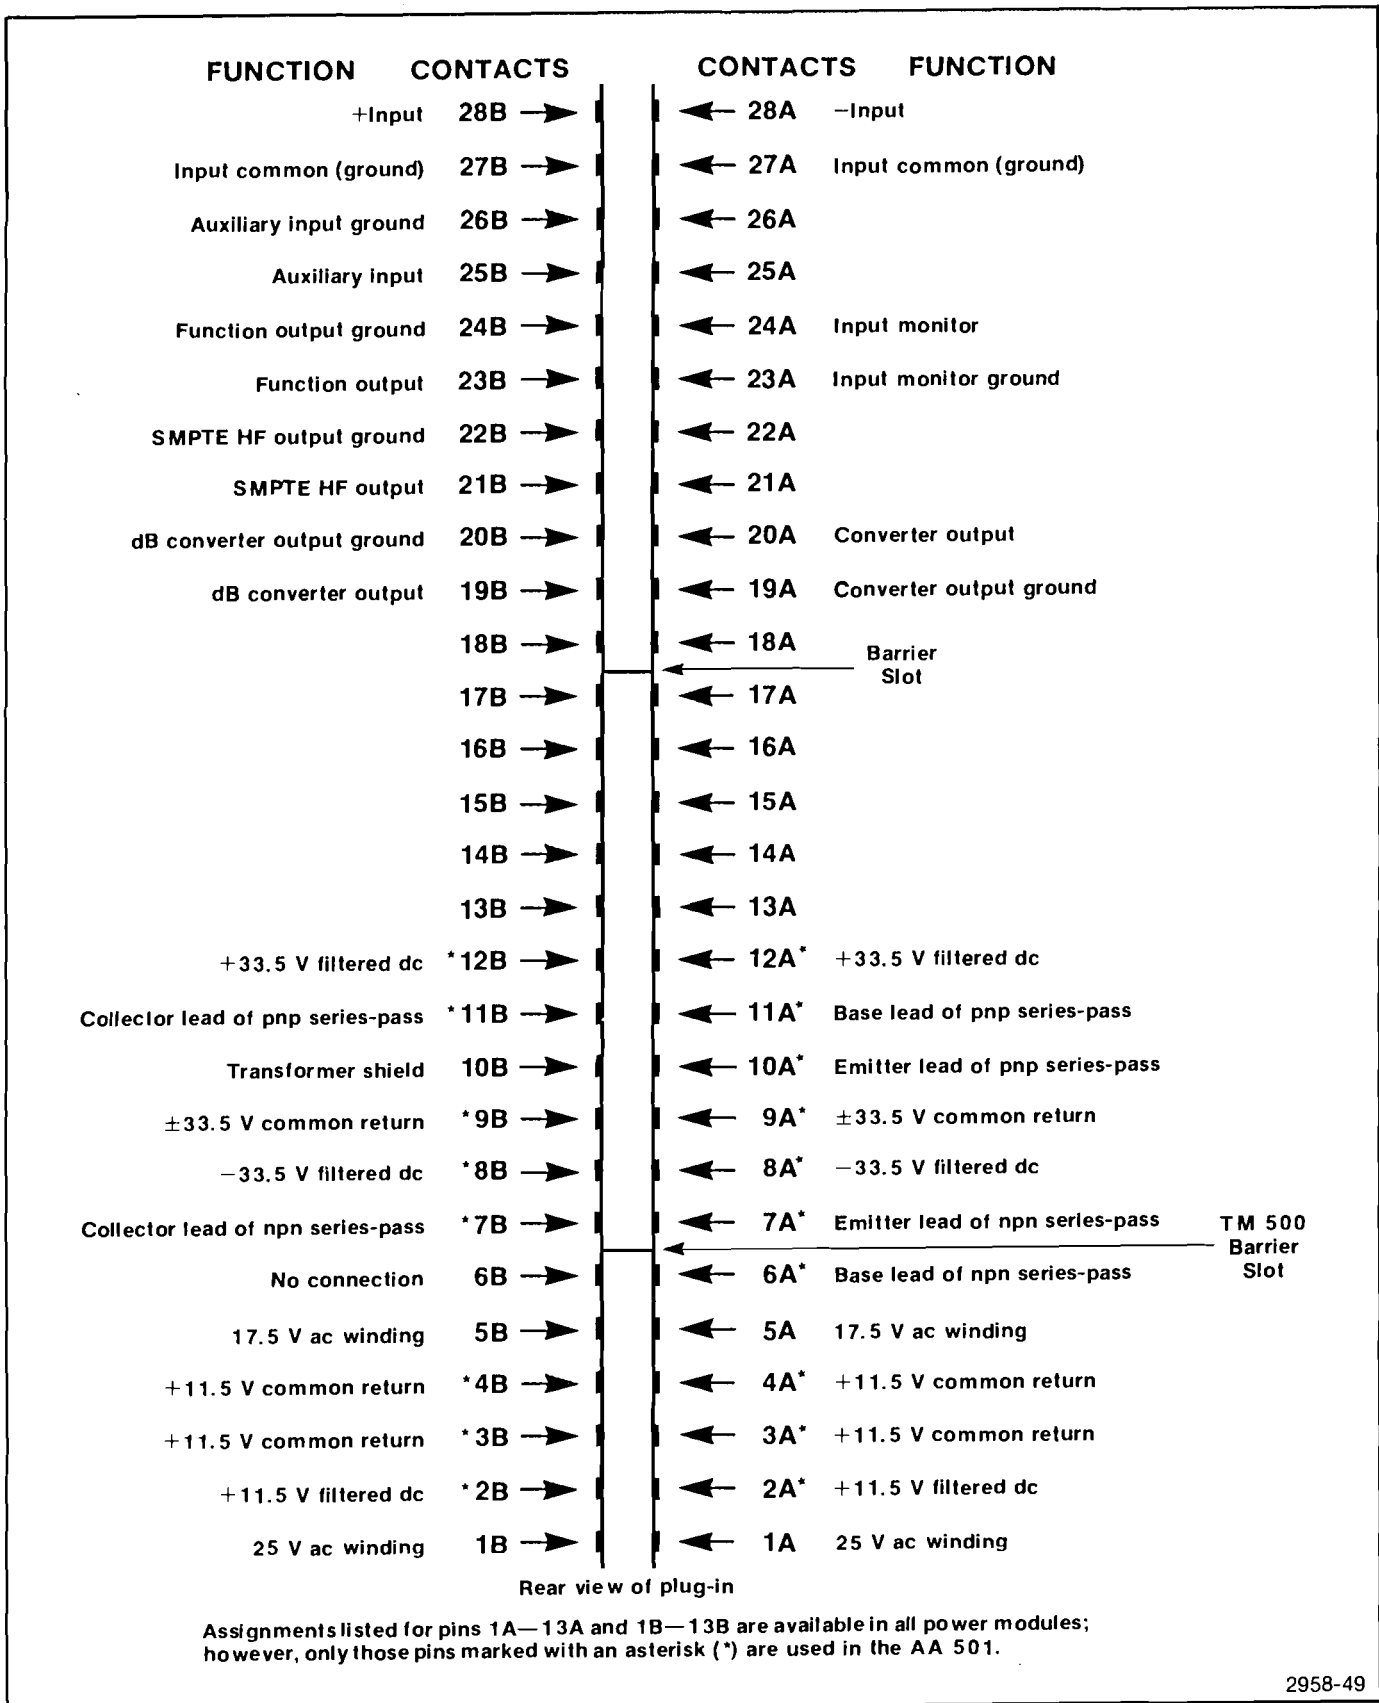 FUNCTION CONTACTS CONTACTS FUNCTION
+Input 28B 28A −Input
Input common (ground) 27B 27A Input common (ground)
Auxiliary input ground 26B 26A
Auxiliary input 25B 25A
Function output ground 24B 24A Input monitor
Function output 23B 23A Input monitor ground
SMPTE HF output ground 22B 22A
SMPTE HF output 21B 21A
dB converter output ground 20B 20A Converter output
dB converter output 19B 19A Converter output ground
18B 18A
Barrier
Slot
17B 17A
16B 16A
15B 15A
14B 14A
13B 13A
+33.5 V filtered dc *12B 12A* +33.5 V filtered dc
Collector lead of pnp series-pass *11B 11A* Base lead of pnp series-pass
Transformer shield 10B 10A* Emitter lead of pnp series-pass
±33.5 V common return *9B 9A* ±33.5 V common return
−33.5 V filtered dc *8B 8A* −33.5 V filtered dc
Collector lead of npn series-pass *7B 7A* Emitter lead of npn series-pass
TM 500
Barrier
Slot
No connection 6B 6A* Base lead of npn series-pass
17.5 V ac winding 5B 5A 17.5 V ac winding
+11.5 V common return *4B 4A* +11.5 V common return
+11.5 V common return *3B 3A* +11.5 V common return
+11.5 V filtered dc *2B 2A* +11.5 V filtered dc
25 V ac winding 1B 1A 25 V ac winding
Rear view of plug-in
Assignments listed for pins 1A—13A and 1B—13B are available in all power modules;
however, only those pins marked with an asterisk (*) are used in the AA 501.
2958-49